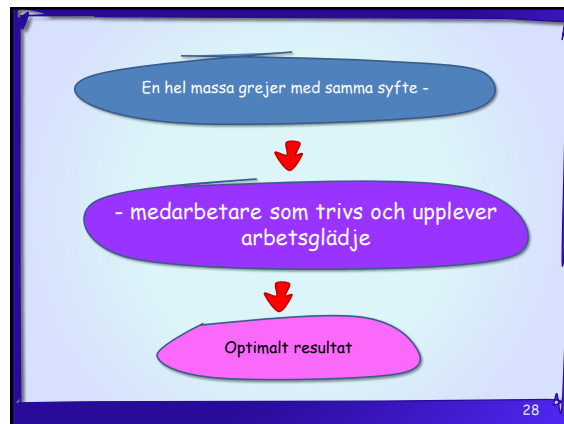 En hel massa grejer med samma syfte -
- medarbetare som trivs och upplever
arbetsglädje
Optimalt resultat
28